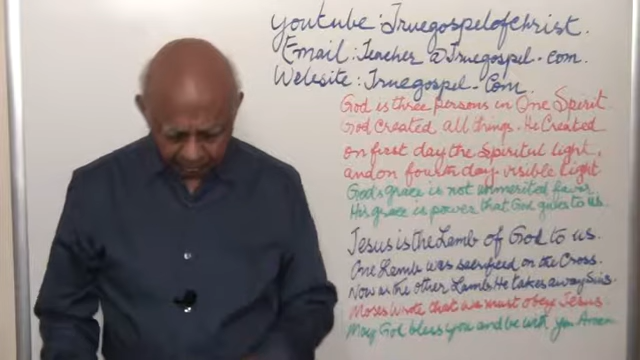 youtube: Truegospelofchrist.
Email: Teacher@Truegospel.com.
Website: Truegospel.com.
God is three persons in One Spirit
God created all things. He created
on first day the spiritul light,
and on fourth day visible light
God's grace is not unmerited favor.
His grace is power that God gives to us.
Jesus is the Lamb of God to us.
One Lamb was sacrificed on the Cross.
Now as the other Lamb He takes away Sins.
Moses wrote that we must obey Jesus.
May God bless you and be with you Amen